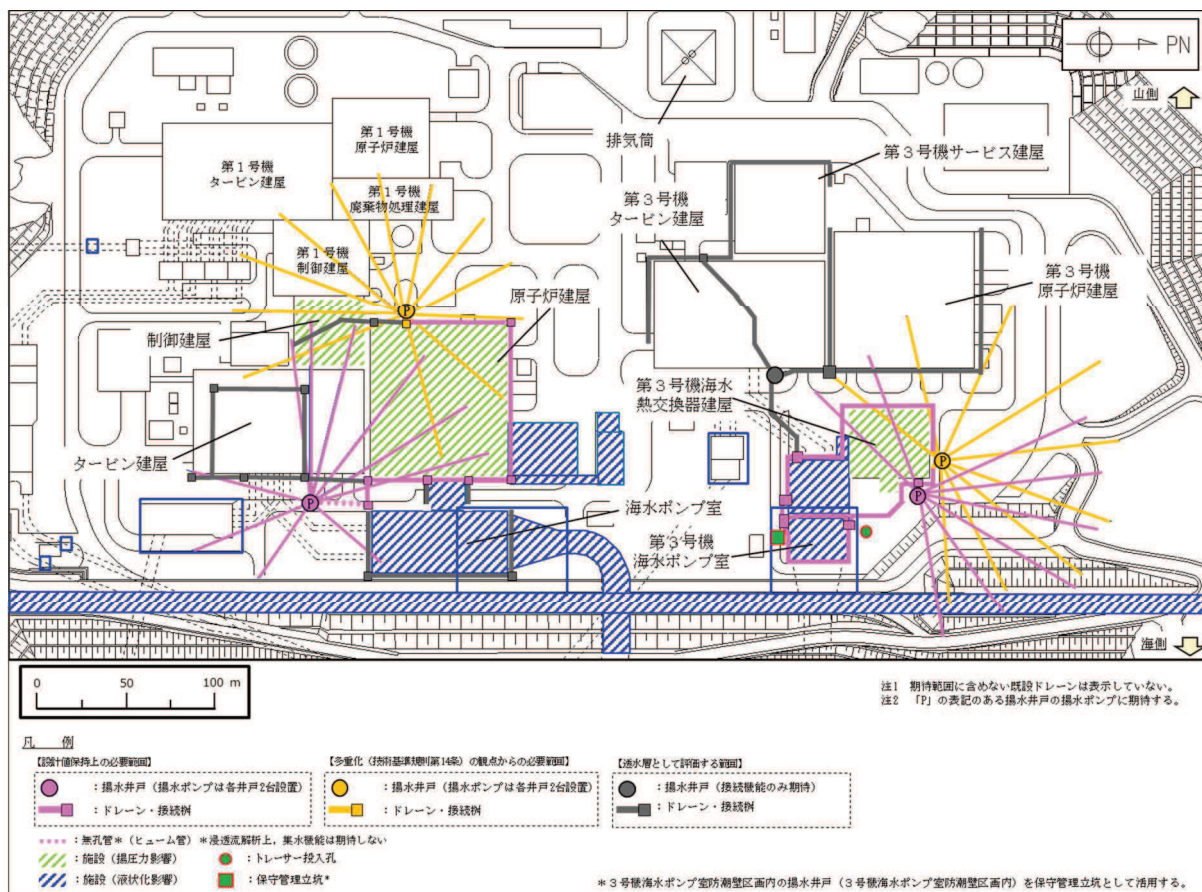 PN
山側
第1号機
原子炉建屋
第1号機
タービン建屋
排気筒
第3号機サービス建屋
第1号機
廃棄物処理建屋
第3号機
タービン建屋
第1号機
制御建屋
P
原子炉建屋
第3号機
原子炉建屋
制御建屋
第3号機海水
熱交換器建屋
タービン建屋
P
P
P
海水ポンプ室
第3号機
海水ポンプ室
海側
0 50 100 m
注1 期待範囲に含めない既設ドレーンは表示していない。
注2 「P」の表記のある揚水井戸の揚水ポンプに期待する。
凡 例
【設計値保持上の必要範囲】
：揚水井戸（揚水ポンプは各井戸2台設置）
：ドレーン・接続桝
【多重化（技術基準規則第14条）の観点からの必要範囲】
：揚水井戸（揚水ポンプは各井戸2台設置）
：ドレーン・接続桝
【透水層として評価する範囲】
：揚水井戸（接続機能のみ期待）
：ドレーン・接続桝
：無孔管＊（ヒューム管）＊浸透流解析上，集水機能は期待しない
：施設（揚圧力影響）
：トレーサー投入孔
：施設（液状化影響）
：保守管理立坑＊
＊3号機海水ポンプ室防潮壁区画内の揚水井戸（3号機海水ポンプ室防潮壁区画内）を保守管理立坑として活用する。